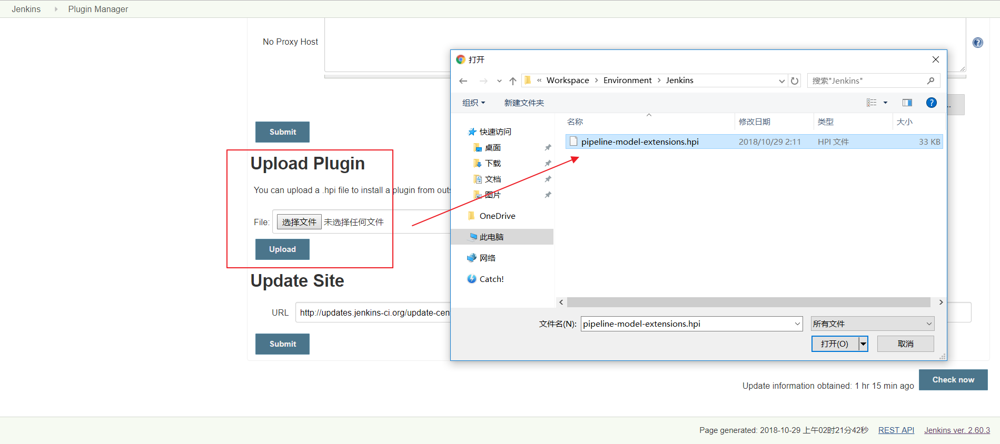 Jenkins Plugin Manager
No Proxy Host
Submit
Upload Plugin
You can upload a .hpi file to install a plugin from outs
File: 选择文件 未选择任何文件
Upload
Update Site
URL http://updates.jenkins-ci.org/update-cen
Submit
打开
« Workspace › Environment › Jenkins
搜索"Jenkins"
组织 新建文件夹
名称 修改日期 类型 大小
pipeline-model-extensions.hpi 2018/10/29 2:11 HPI 文件 33 KB
快速访问
桌面
下载
文档
图片
OneDrive
此电脑
网络
Catch!
文件名(N): pipeline-model-extensions.hpi 所有文件
打开(O) 取消
Update information obtained: 1 hr 15 min ago Check now
Page generated: 2018-10-29 上午02时21分42秒 REST API Jenkins ver. 2.60.3